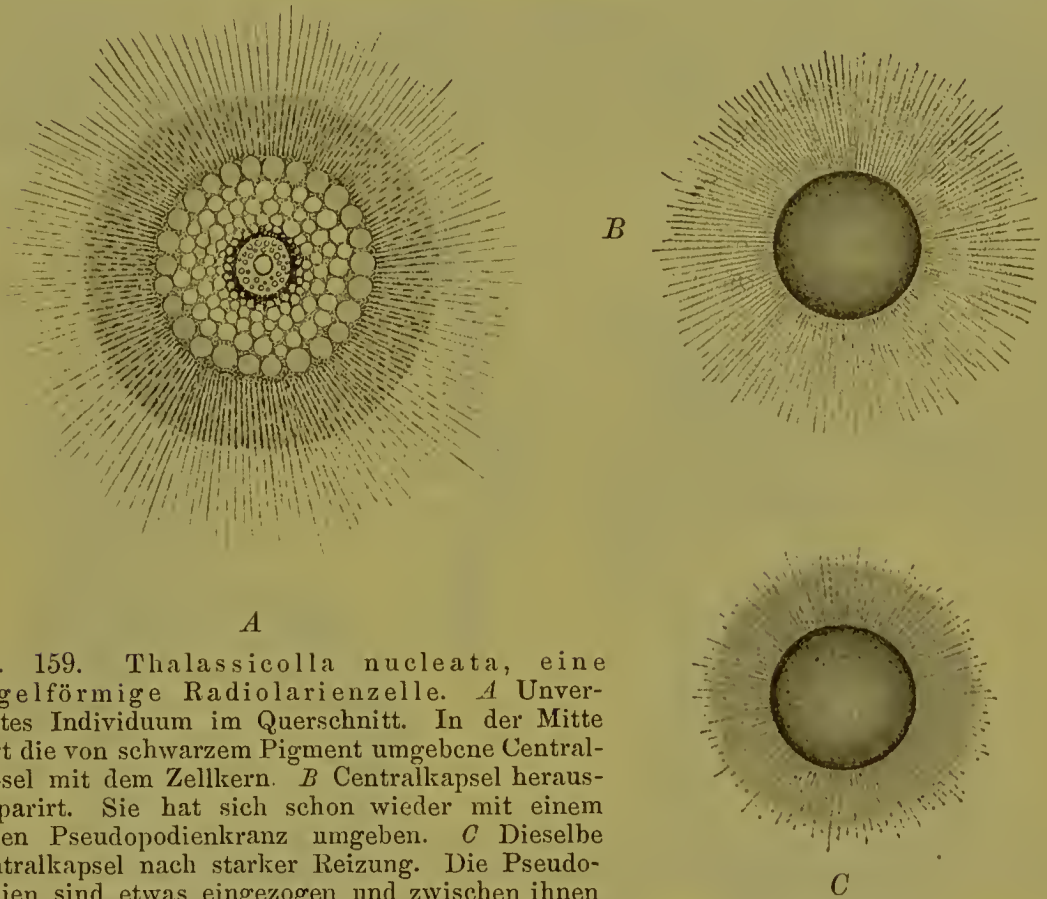 B
A
. 159. Thalassicolla nucleata, eine
gelförmige Radiolarienzelle. A Unver-
tes Individuum im Querschnitt. In der Mitte
t die von schwarzem Pigment umgebene Central-
sel mit dem Zellkern. B Centralkapsel heraus-
parirt. Sie hat sich schon wieder mit einem
en Pseudopodienkranz umgeben. C Dieselbe
ntralkapsel nach starker Reizung. Die Pseudo-
ien sind etwas eingezogen und zwischen ihnen
C